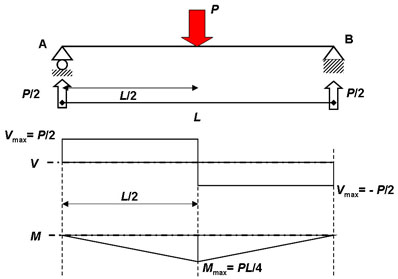 P
A
B
P/2
L/2
P/2
L
Vmax= P/2
V
Vmax= - P/2
L/2
M
Mmax= PL/4